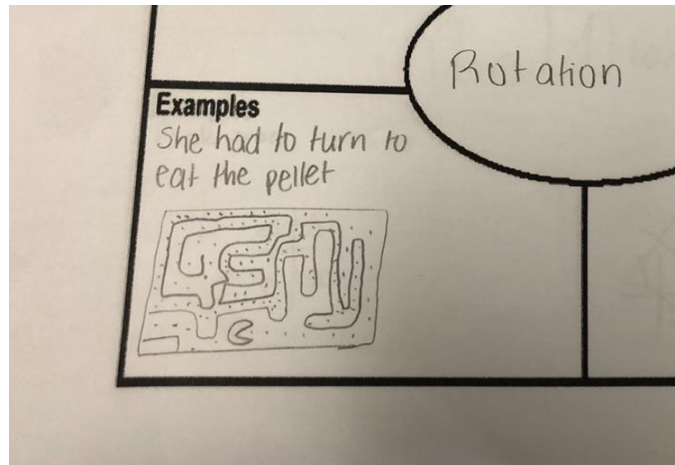 Rotation
Examples
She had to turn to
eat the pellet